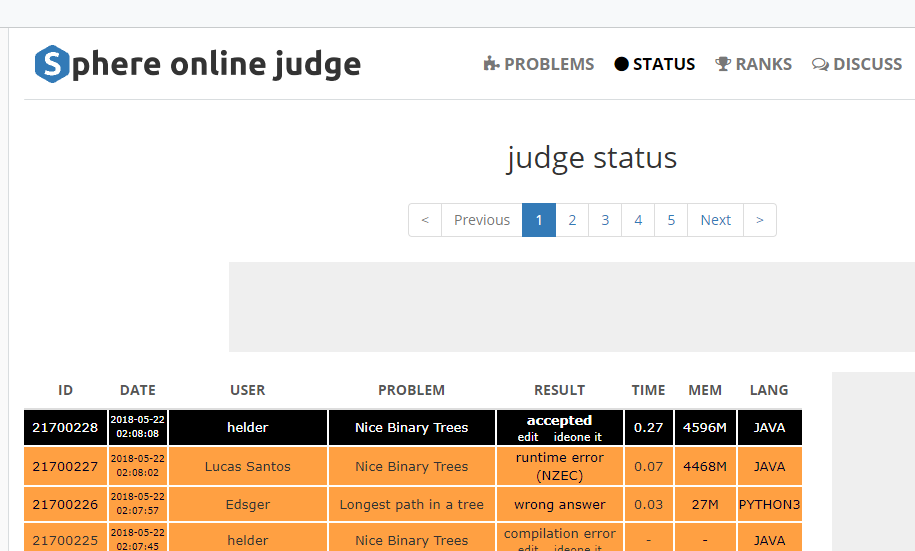 Sphere online judge
PROBLEMS STATUS RANKS DISCUSS
judge status
< Previous 1 2 3 4 5 Next >
ID DATE USER PROBLEM RESULT TIME MEM LANG
21700228 2018-05-22 02:08:08 helder Nice Binary Trees accepted edit ideone it 0.27 4596M JAVA
21700227 2018-05-22 02:08:02 Lucas Santos Nice Binary Trees runtime error (NZEC) 0.07 4468M JAVA
21700226 2018-05-22 02:07:57 Edsger Longest path in a tree wrong answer 0.03 27M PYTHON3
21700225 2018-05-22 02:07:45 helder Nice Binary Trees compilation error edit ideone it - - JAVA